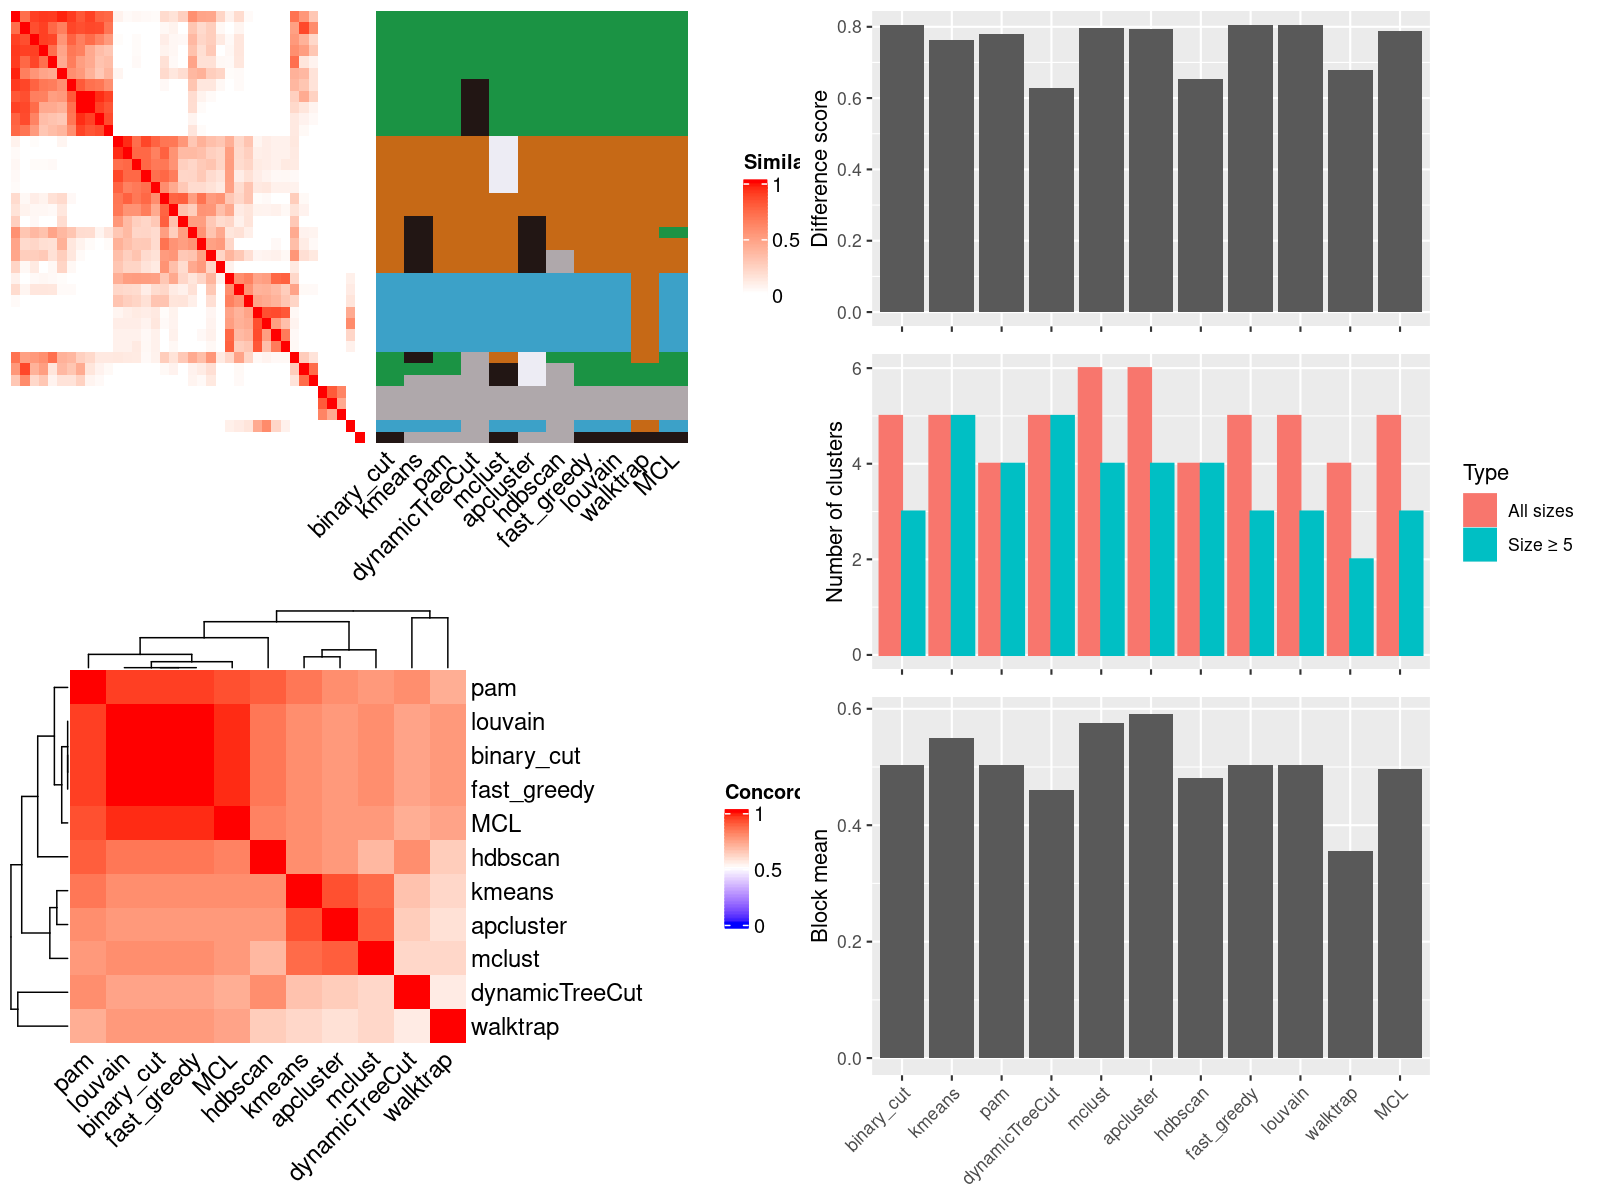 Simila
1
0.5
0
binary_cut
kmeans
pam
dynamicTreeCut
mclust
apcluster
hdbscan
fast_greedy
louvain
walktrap
MCL
Difference score
0.8
0.6
0.4
0.2
0.0
Number of clusters
6
4
2
0
Type
All sizes
Size ≥ 5
pam
louvain
binary_cut
fast_greedy
MCL
hdbscan
kmeans
apcluster
mclust
dynamicTreeCut
walktrap
pam
louvain
binary_cut
fast_greedy
MCL
hdbscan
kmeans
apcluster
mclust
dynamicTreeCut
walktrap
Concord
1
0.5
0
Block mean
0.6
0.4
0.2
0.0
binary_cut
kmeans
pam
dynamicTreeCut
mclust
apcluster
hdbscan
fast_greedy
louvain
walktrap
MCL